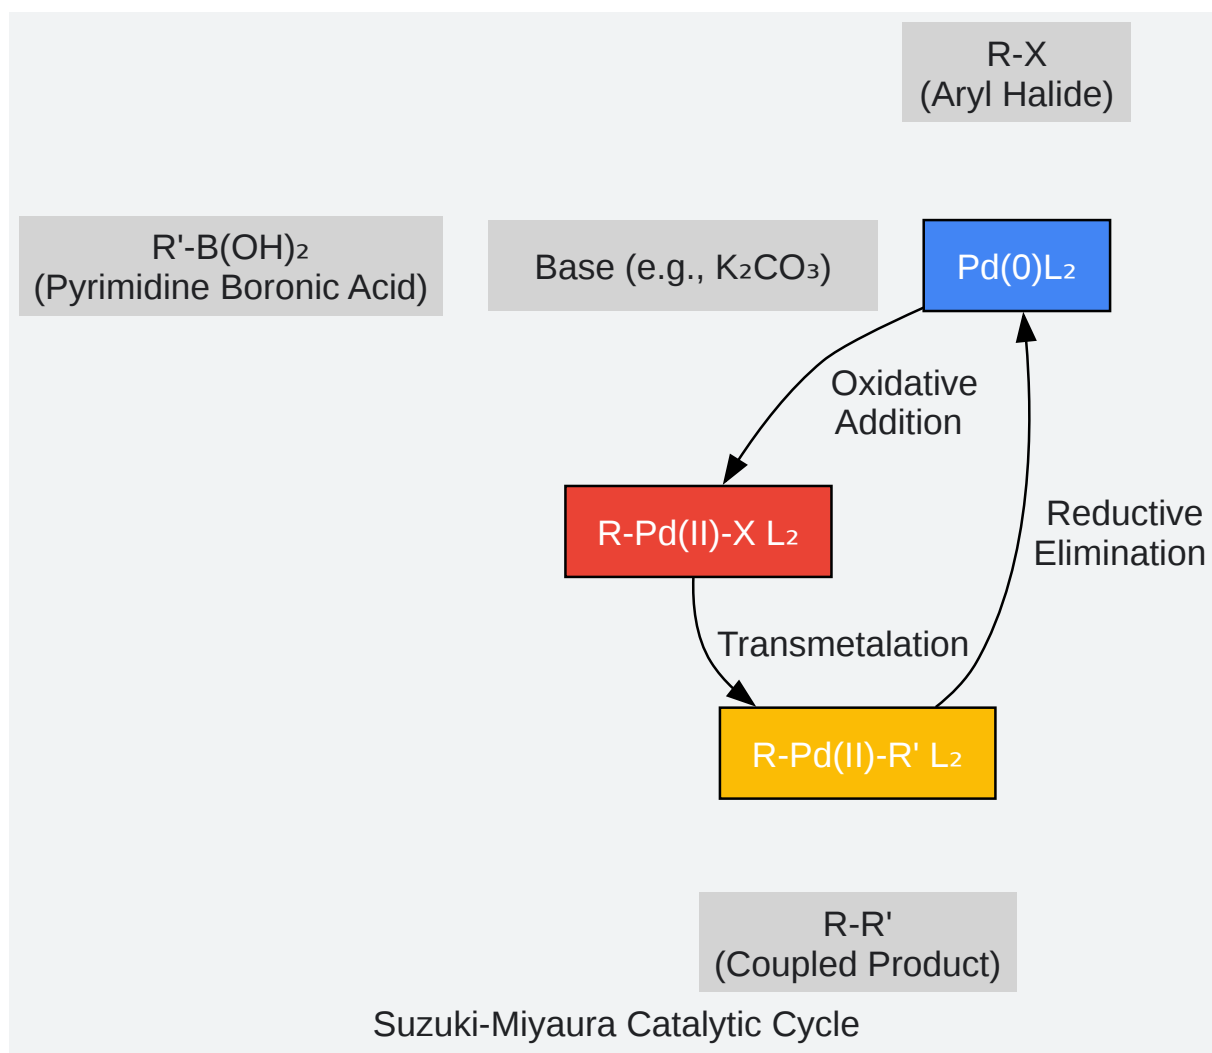 R-X
(Aryl Halide)
R'-B(OH)₂
(Pyrimidine Boronic Acid)
Base (e.g., K₂CO₃)
Pd(0)L₂
Oxidative
Addition
R-Pd(II)-X L₂
Reductive
Elimination
Transmetalation
R-Pd(II)-R' L₂
R-R'
(Coupled Product)
Suzuki-Miyaura Catalytic Cycle